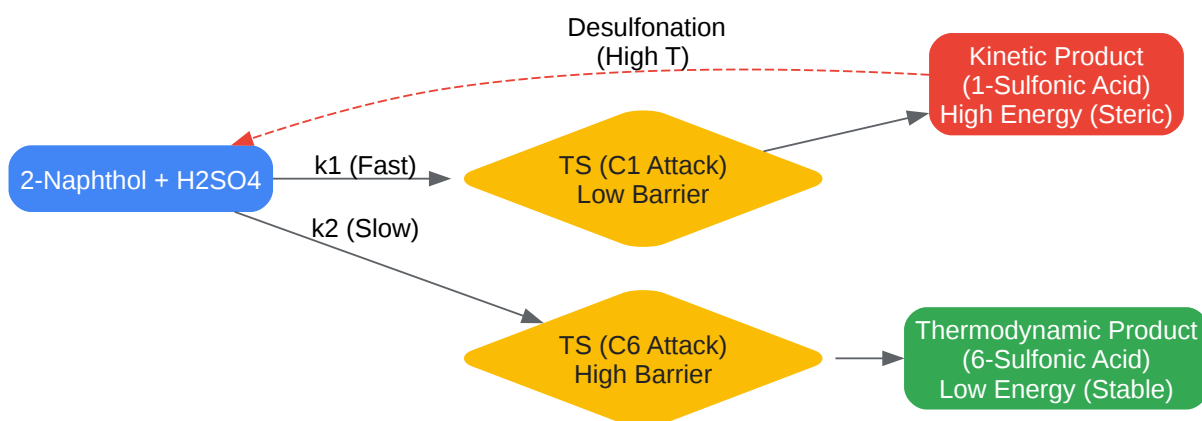 Desulfonation
(High T)
Kinetic Product
(1-Sulfonic Acid)
High Energy (Steric)
2-Naphthol + H2SO4
k1 (Fast)
TS (C1 Attack)
Low Barrier
k2 (Slow)
TS (C6 Attack)
High Barrier
Thermodynamic Product
(6-Sulfonic Acid)
Low Energy (Stable)